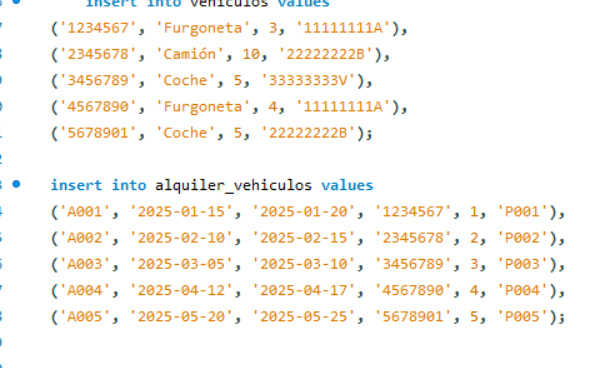 insert into vehiculos values
('1234567', 'Furgoneta', 3, '11111111A'),
('2345678', 'Camión', 10, '22222222B'),
('3456789', 'Coche', 5, '33333333V'),
('4567890', 'Furgoneta', 4, '11111111A'),
('5678901', 'Coche', 5, '22222222B');
insert into alquiler_vehiculos values
('A001', '2025-01-15', '2025-01-20', '1234567', 1, 'P001'),
('A002', '2025-02-10', '2025-02-15', '2345678', 2, 'P002'),
('A003', '2025-03-05', '2025-03-10', '3456789', 3, 'P003'),
('A004', '2025-04-12', '2025-04-17', '4567890', 4, 'P004'),
('A005', '2025-05-20', '2025-05-25', '5678901', 5, 'P005');